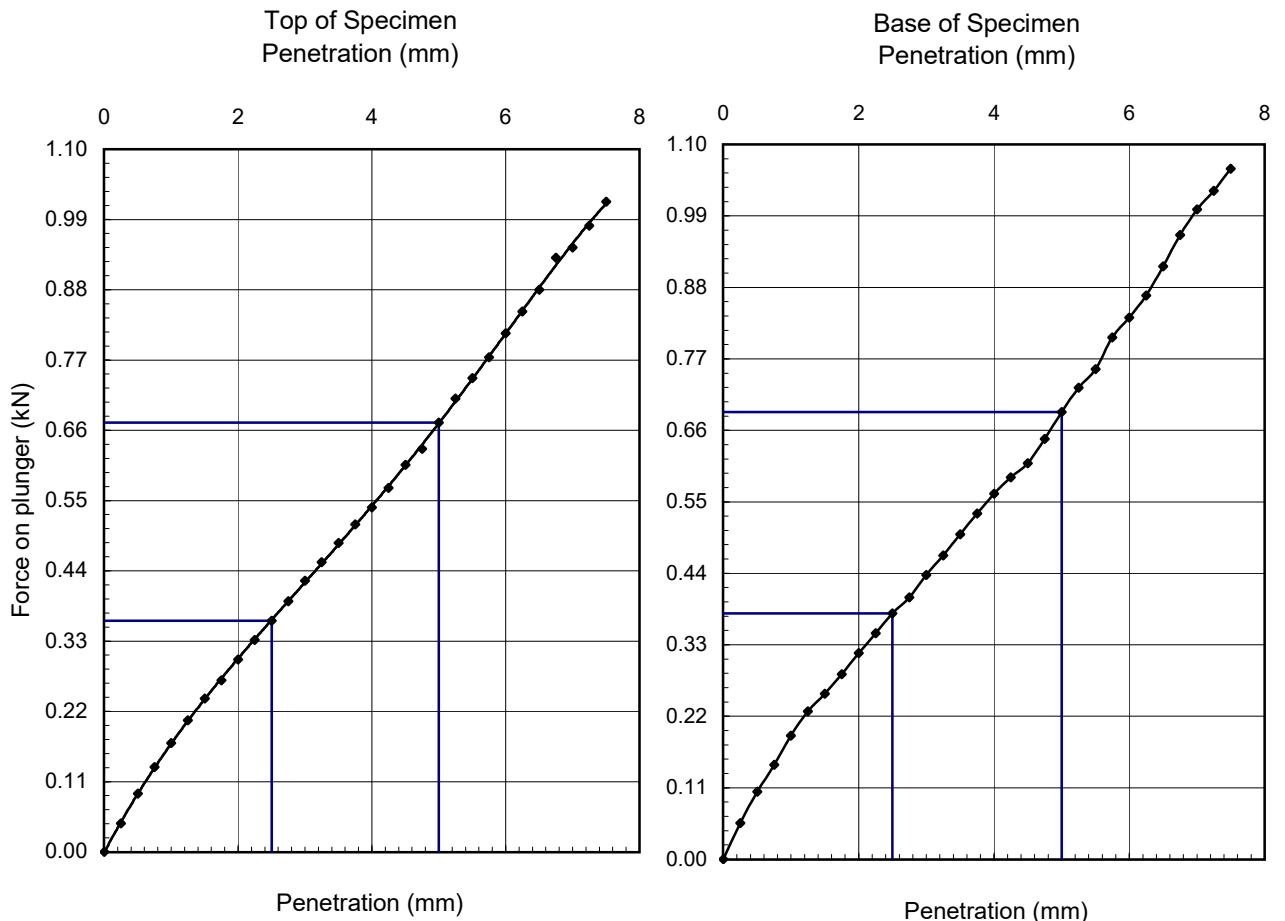 Top of Specimen
Penetration (mm)
0 2 4 6 8
1.10
0.99
0.88
0.77
0.66
0.55
0.44
0.33
0.22
0.11
0.00
Force on plunger (kN)
Penetration (mm)
Base of Specimen
Penetration (mm)
0 2 4 6 8
1.10
0.99
0.88
0.77
0.66
0.55
0.44
0.33
0.22
0.11
0.00
Penetration (mm)